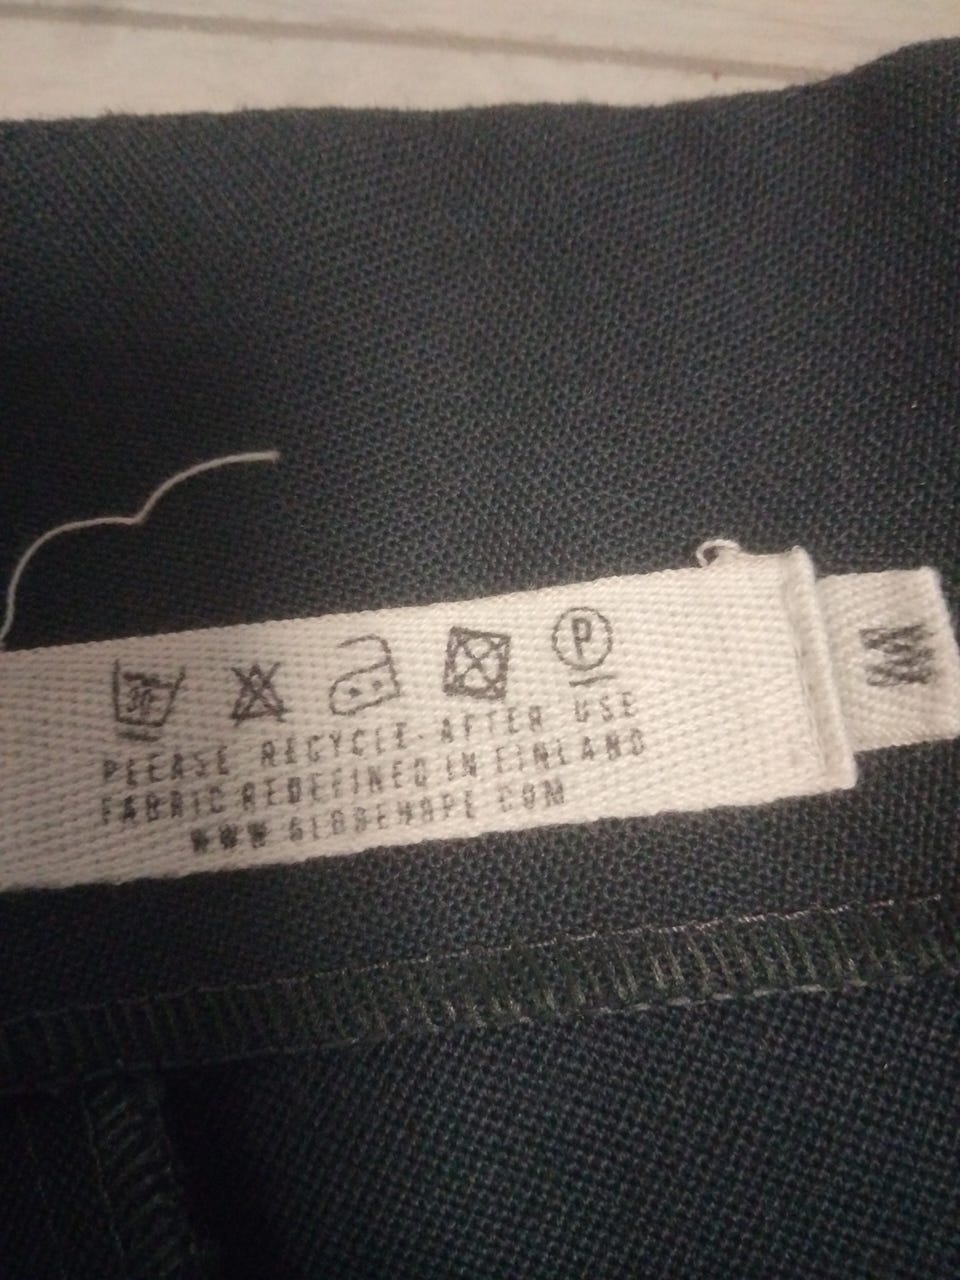 30°
P
M
PLEASE RECYCLE AFTER USE
FABRIC REDEFINED IN FINLAND
WWW.GLOBEHOPE.COM